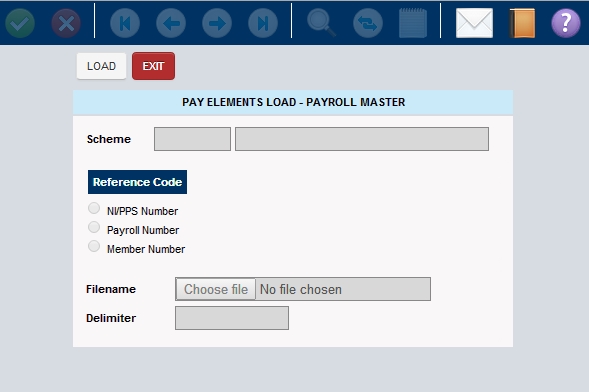 ?
LOAD EXIT
PAY ELEMENTS LOAD - PAYROLL MASTER
Scheme
Reference Code
NI/PPS Number
Payroll Number
Member Number
Filename Choose file No file chosen
Delimiter